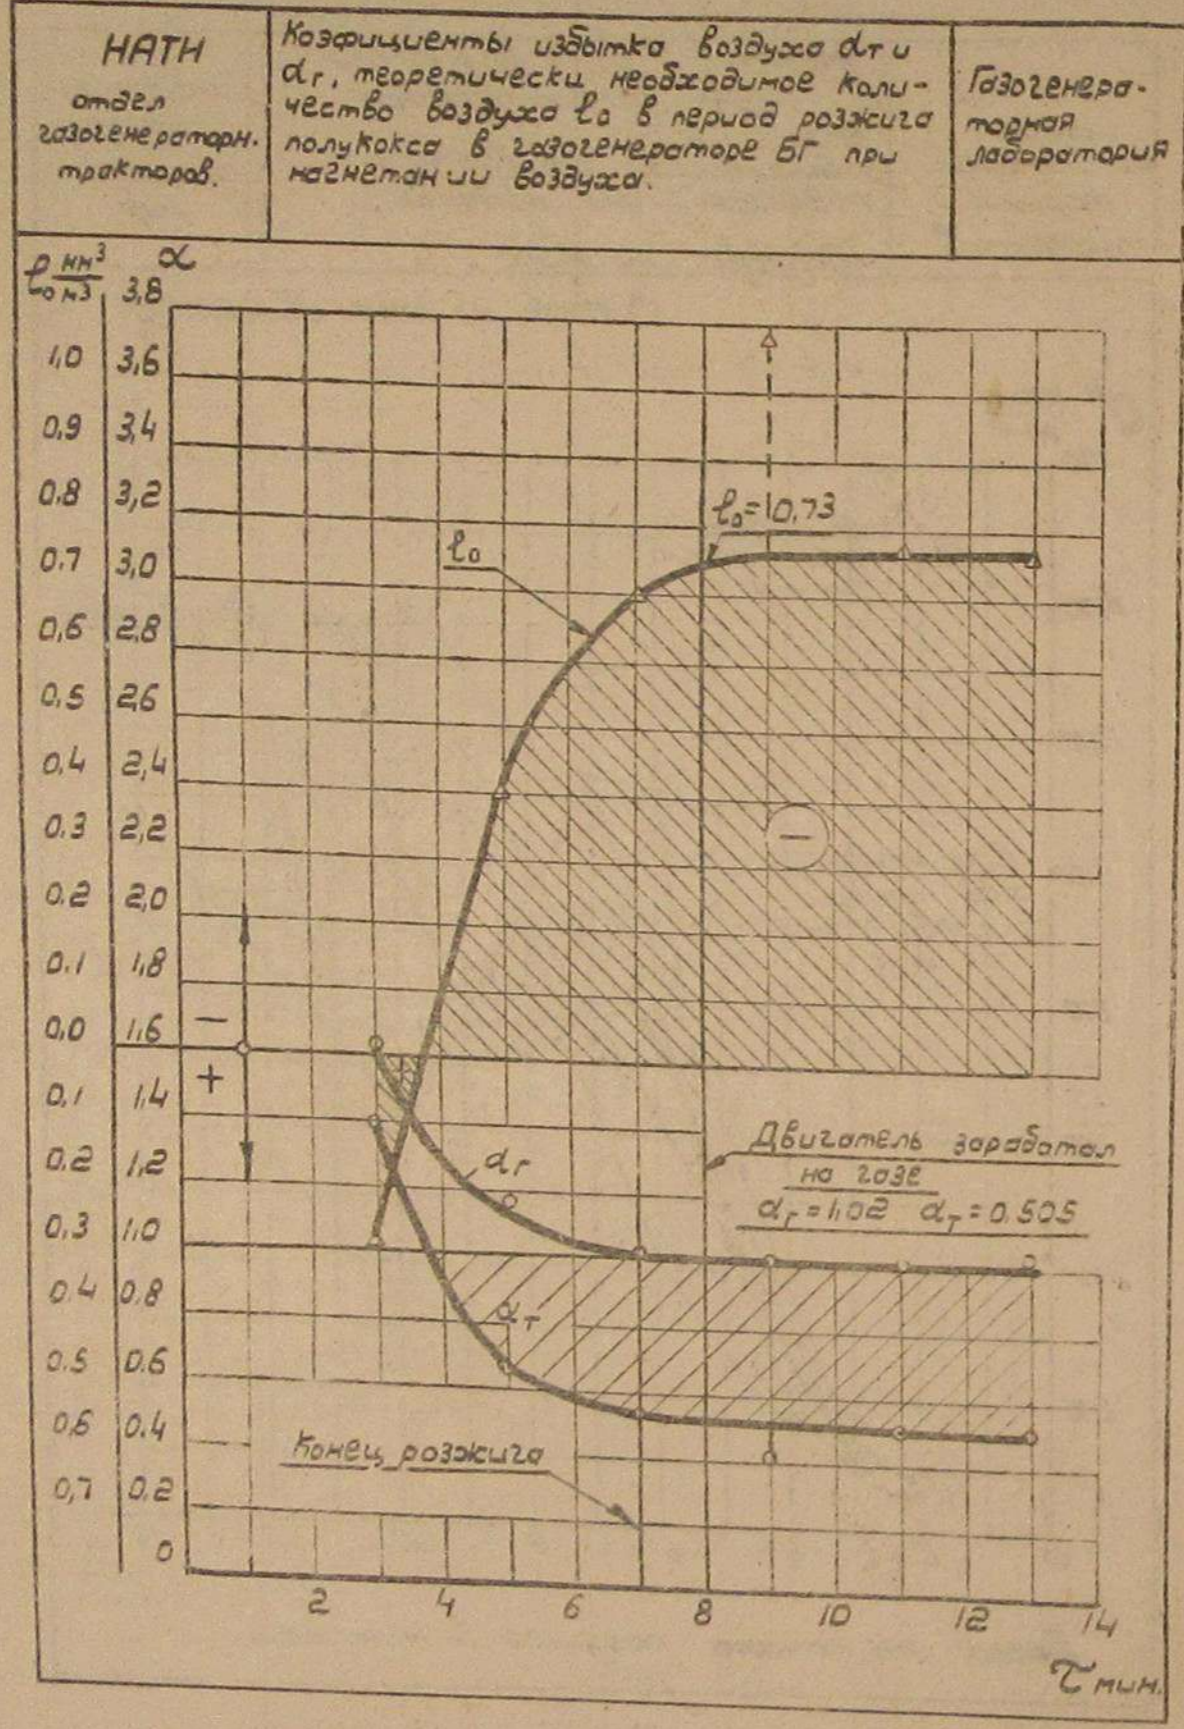 НАТИ
отдел
газогенераторн.
тракторов.
Коэфициенты избытка воздуха αт и
αг, теоретически необходимое коли-
чество воздуха ℓ₀ в период розжига
полукокса в газогенераторе БГ при
нагнетании воздуха.
Газогенера-
торная
лаборатория
ℓ₀ нм³/м³ α
3,8
1,0 3,6
0,9 3,4
0.8 3,2
0.7 3,0
0,6 2,8
0,5 2,6
0,4 2,4
0.3 2,2
0.2 2,0
0.1 1,8
0,0 1,6
0,1 1,4
0.2 1,2
0,3 1,0
0.4 0,8
0.5 0.6
0,6 0.4
0,7 0.2
0
−
+
ℓ₀
ℓ₀=10,73
−
+
αг
αт
Двигатель заработал
на газе
αг=1,02 αт=0.505
Конец розжига
2 4 6 8 10 12 14
τ мин.